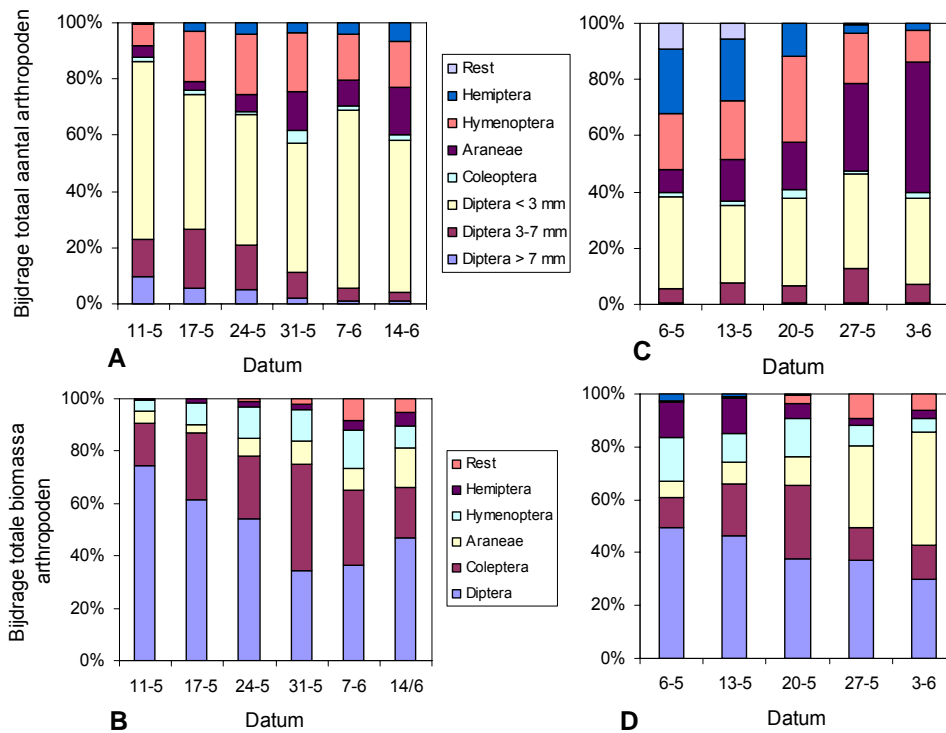 Bijdrage totaal aantal arthropoden
100%
80%
60%
40%
20%
0%
11-5 17-5 24-5 31-5 7-6 14-6
A
Datum
Rest
Hemiptera
Hymenoptera
Araneae
Coleoptera
Diptera < 3 mm
Diptera 3-7 mm
Diptera > 7 mm
100%
80%
60%
40%
20%
0%
6-5 13-5 20-5 27-5 3-6
C
Datum
Bijdrage totale biomassa
arthropoden
100%
80%
60%
40%
20%
0%
11-5 17-5 24-5 31-5 7-6 14/6
B
Datum
Rest
Hemiptera
Hymenoptera
Araneae
Coleptera
Diptera
100%
80%
60%
40%
20%
0%
6-5 13-5 20-5 27-5 3-6
D
Datum